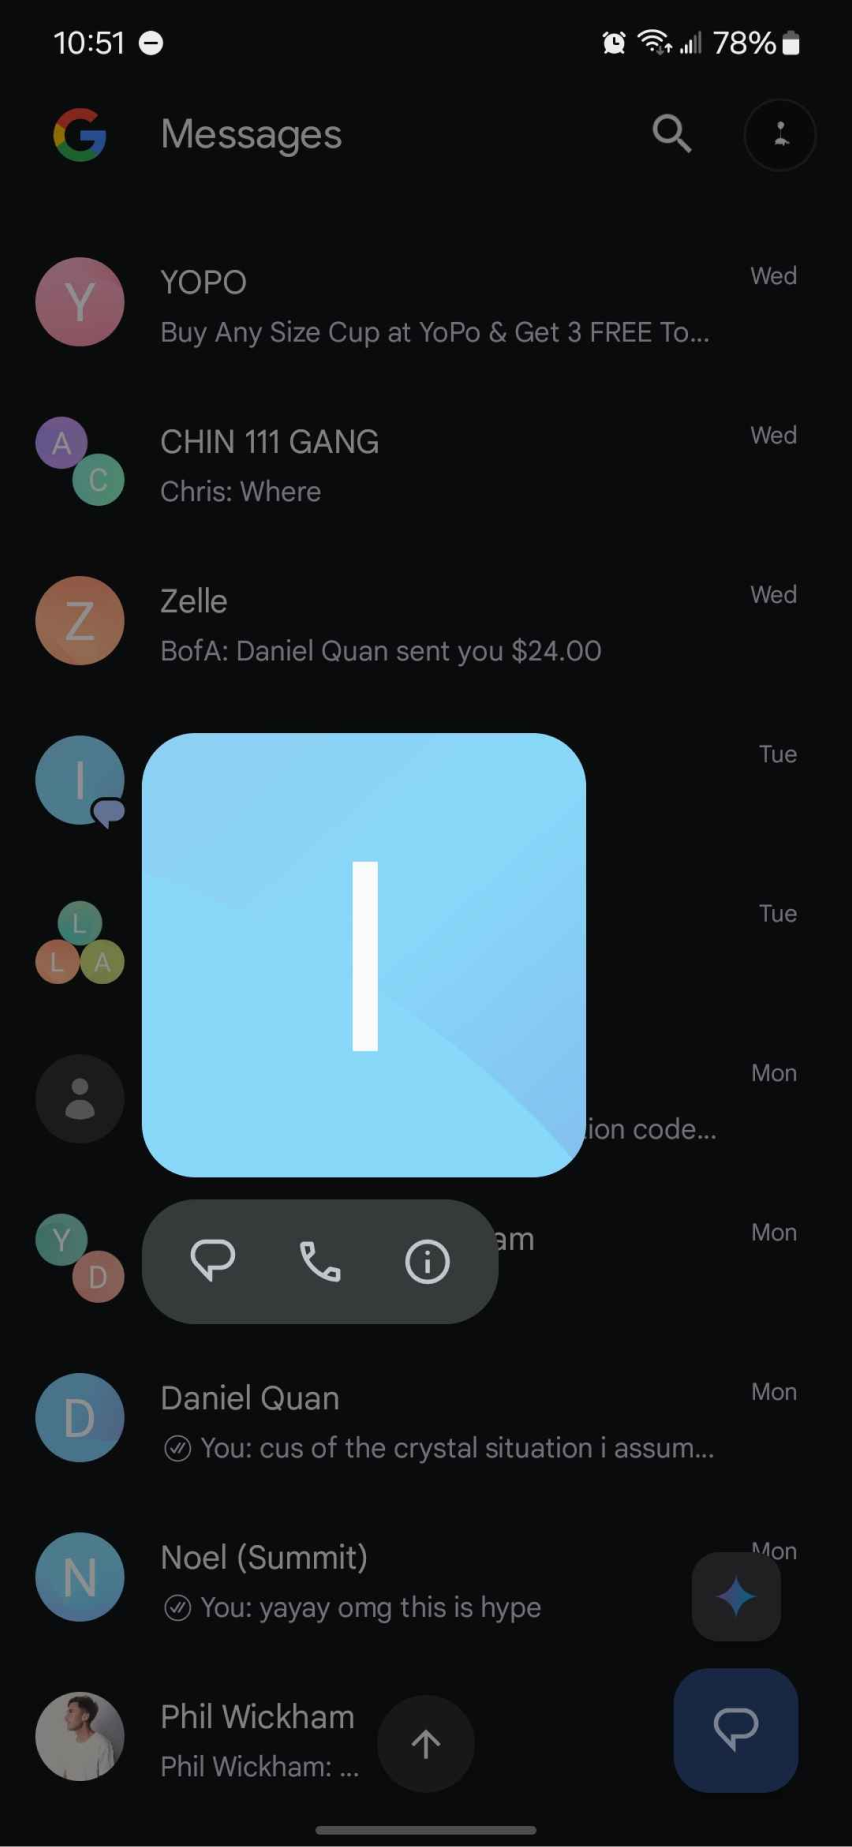 10:51
78%
G Messages
Y YOPO Wed
Buy Any Size Cup at YoPo & Get 3 FREE To...
A C CHIN 111 GANG Wed
Chris: Where
Z Zelle Wed
BofA: Daniel Quan sent you $24.00
I Tue
I
L L A Tue
Mon
ion code...
Y D am Mon
D Daniel Quan Mon
You: cus of the crystal situation i assum...
N Noel (Summit) Mon
You: yayay omg this is hype
Phil Wickham
Phil Wickham: ...